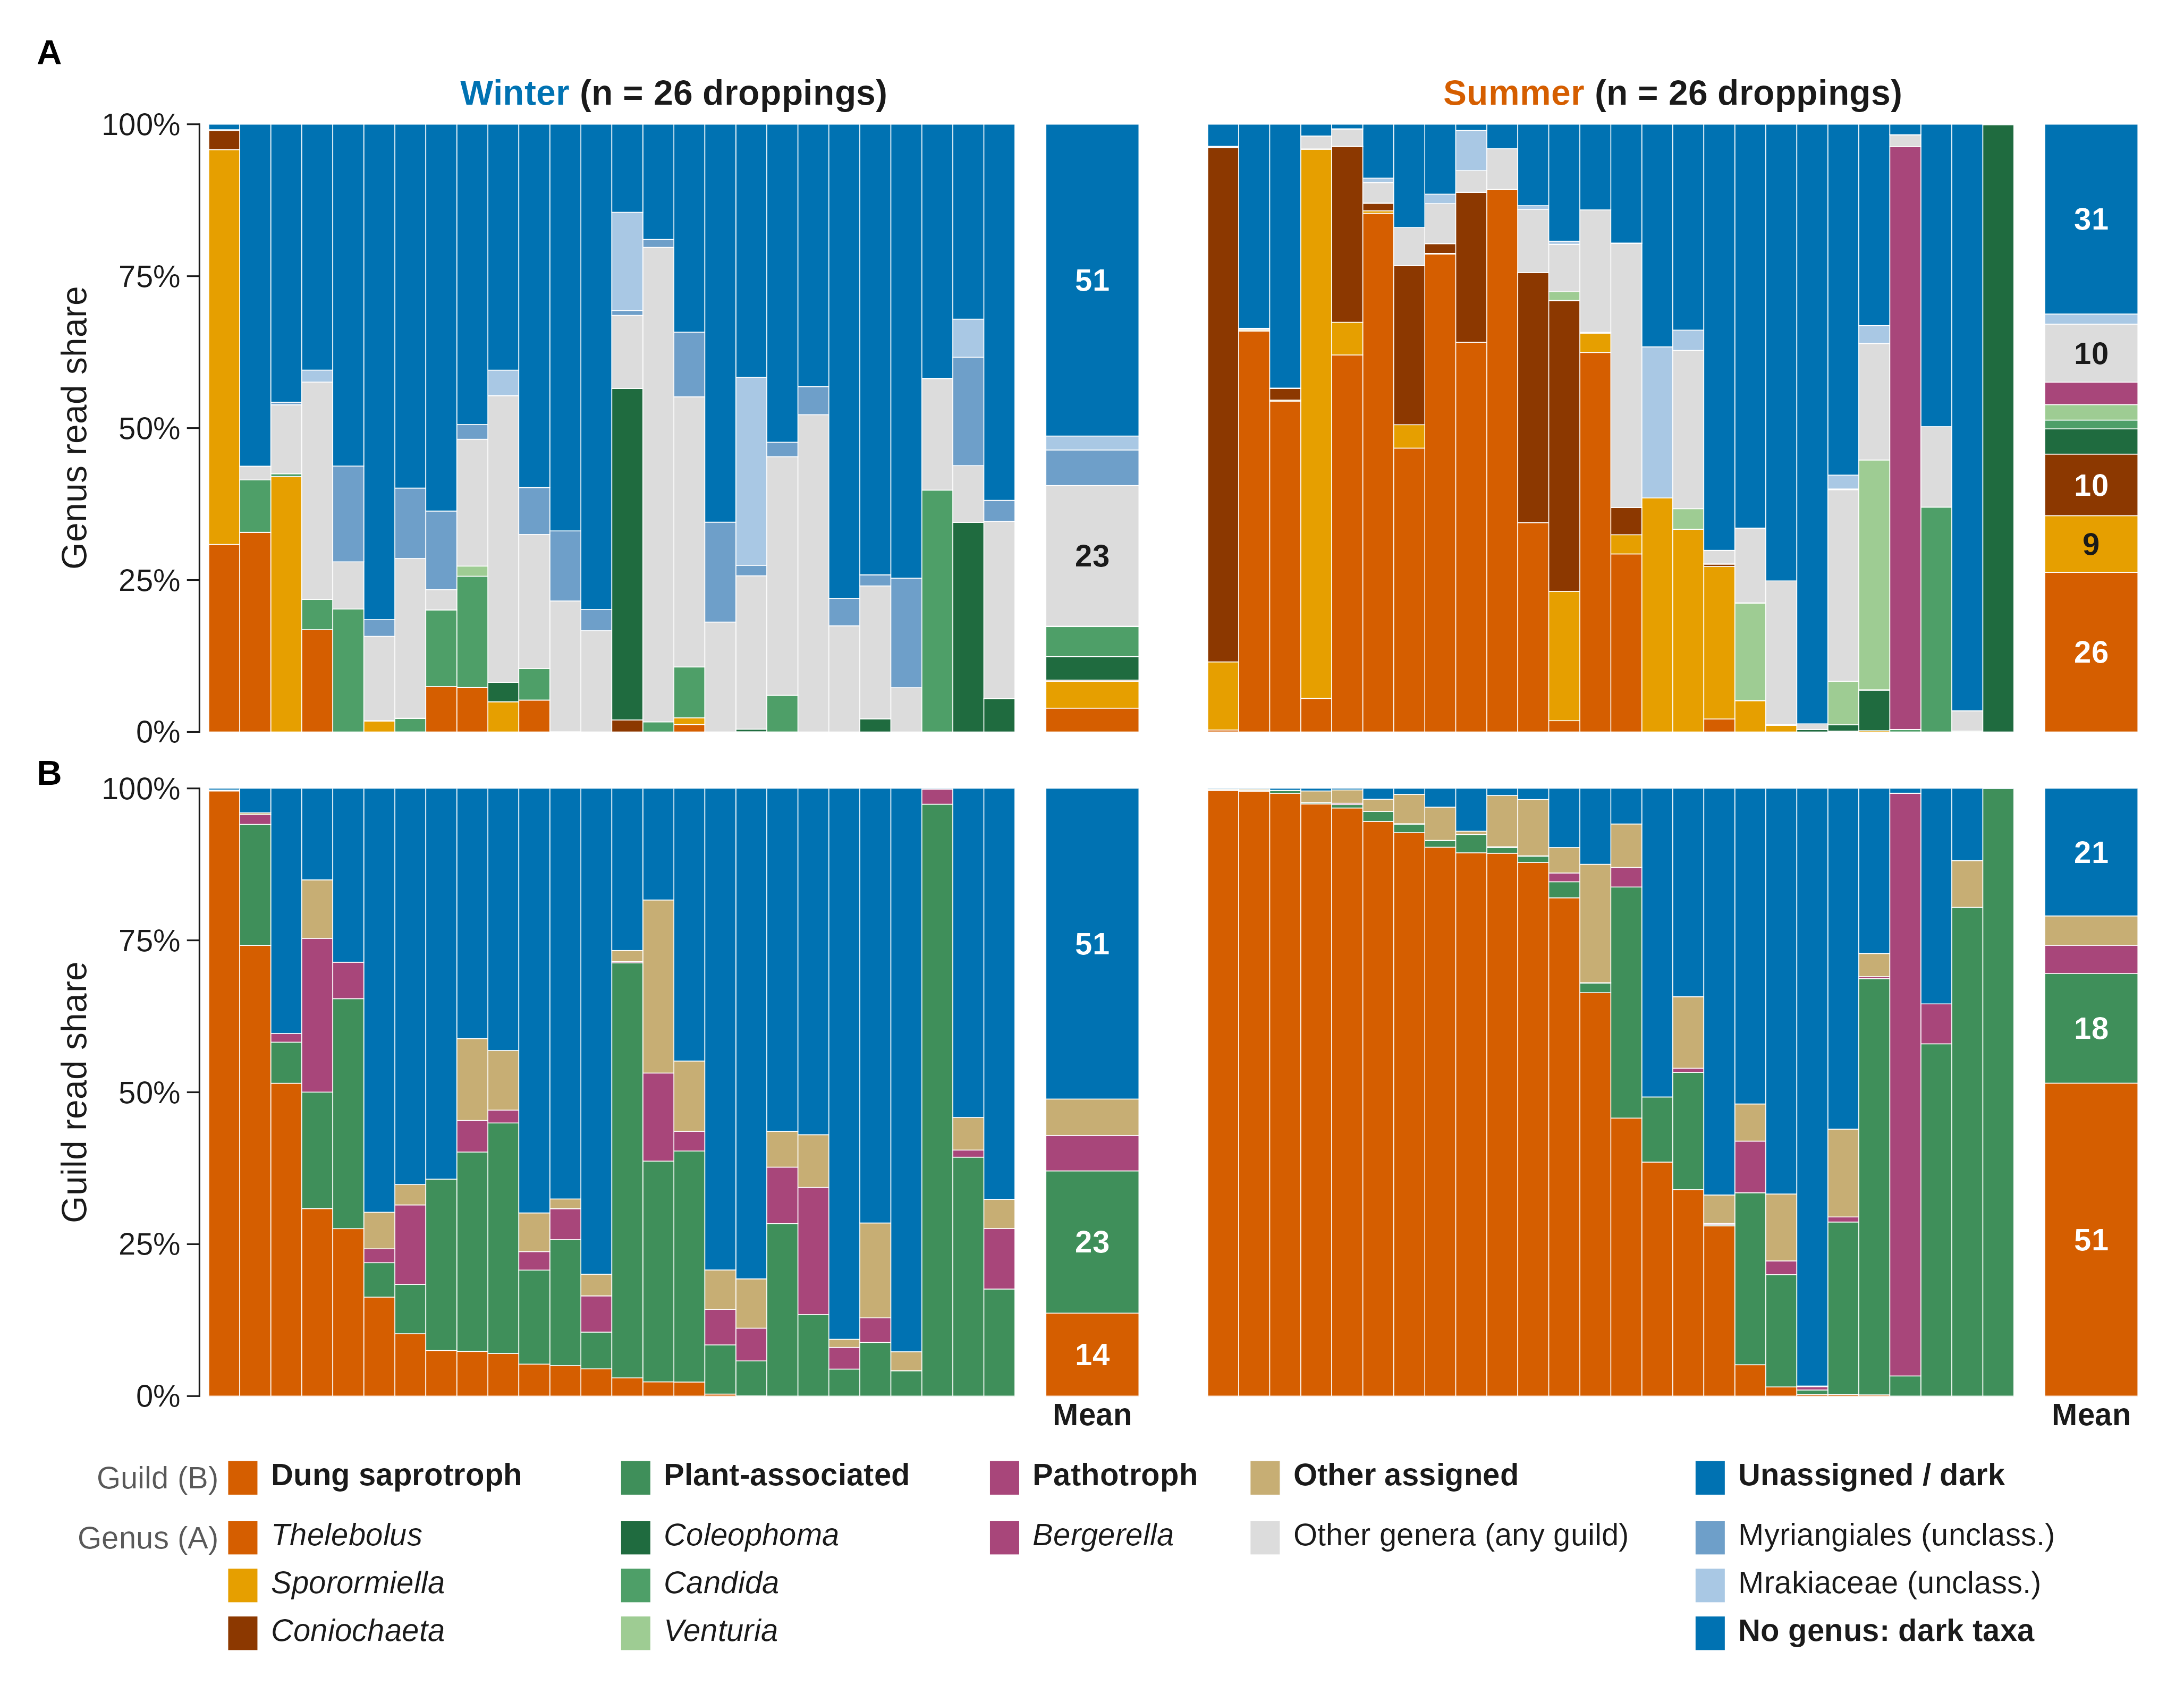 A
Winter (n = 26 droppings)
Summer (n = 26 droppings)
Genus read share
100%
75%
50%
25%
0%
51
23
31
10
10
9
26
B
Guild read share
100%
75%
50%
25%
0%
51
23
14
21
18
51
Mean
Mean
Guild (B) Dung saprotroph Plant-associated Pathotroph Other assigned Unassigned / dark
Genus (A) Thelebolus Coleophoma Bergerella Other genera (any guild) Myriangiales (unclass.)
Sporormiella Candida Mrakiaceae (unclass.)
Coniochaeta Venturia No genus: dark taxa